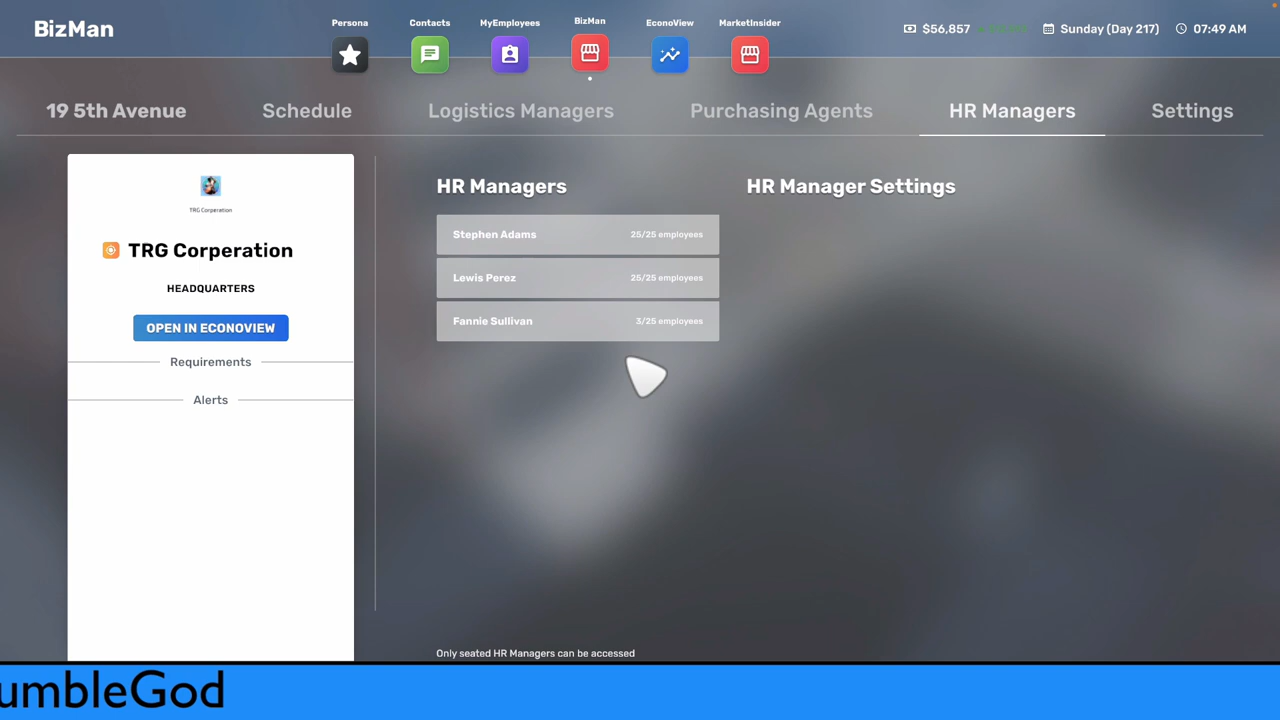 BizMan
Persona
Contacts
MyEmployees
BizMan
EconoView
MarketInsider
$56,857
Sunday (Day 217)
07:49 AM
19 5th Avenue
Schedule
Logistics Managers
Purchasing Agents
HR Managers
Settings
TRG Corperation
TRG Corperation
HEADQUARTERS
OPEN IN ECONOVIEW
Requirements
Alerts
HR Managers
Stephen Adams 25/25 employees
Lewis Perez 25/25 employees
Fannie Sullivan 3/25 employees
Only seated HR Managers can be accessed
HR Manager Settings
umbleGod